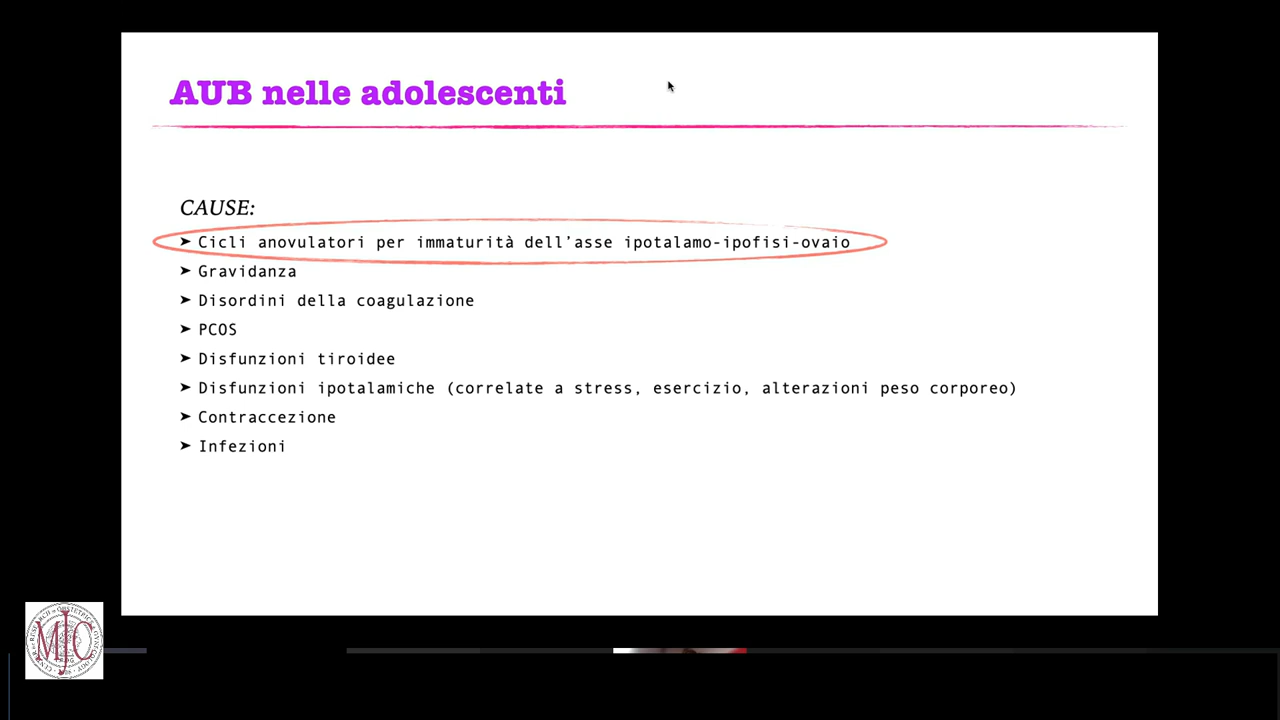 AUB nelle adolescenti
CAUSE:
➤ Cicli anovulatori per immaturità dell’asse ipotalamo-ipofisi-ovaio
➤ Gravidanza
➤ Disordini della coagulazione
➤ PCOS
➤ Disfunzioni tiroidee
➤ Disfunzioni ipotalamiche (correlate a stress, esercizio, alterazioni peso corporeo)
➤ Contraccezione
➤ Infezioni
MJC